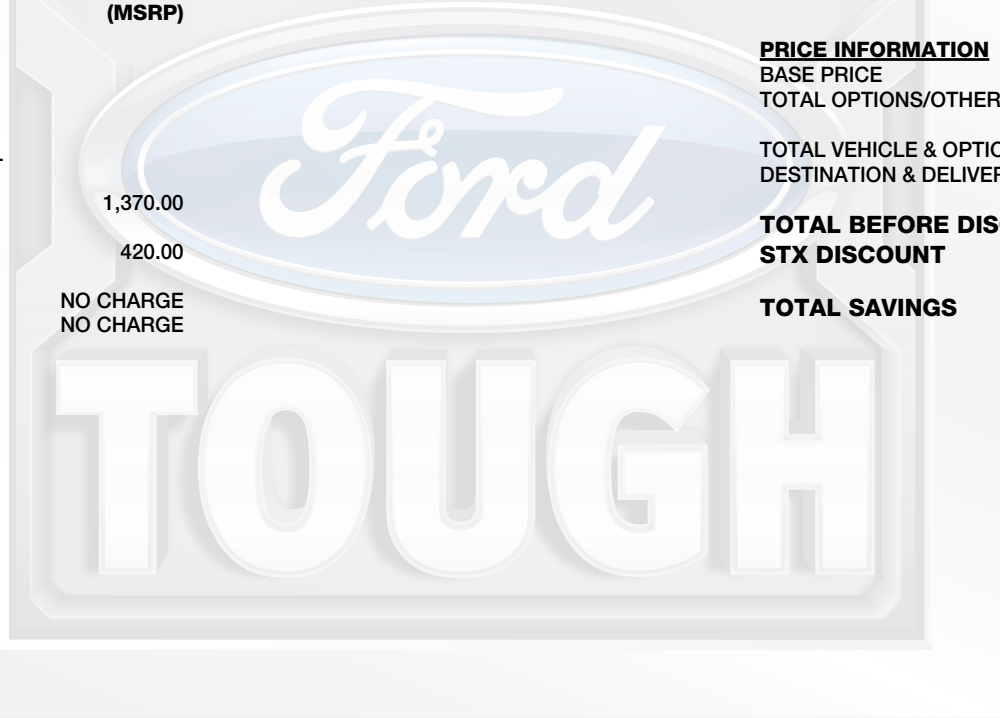 (MSRP)
1,370.00
420.00
NO CHARGE
NO CHARGE
PRICE INFORMATION
BASE PRICE
TOTAL OPTIONS/OTHER
TOTAL VEHICLE & OPTIO
DESTINATION & DELIVER
TOTAL BEFORE DISC
STX DISCOUNT
TOTAL SAVINGS
Ford
TOUGH